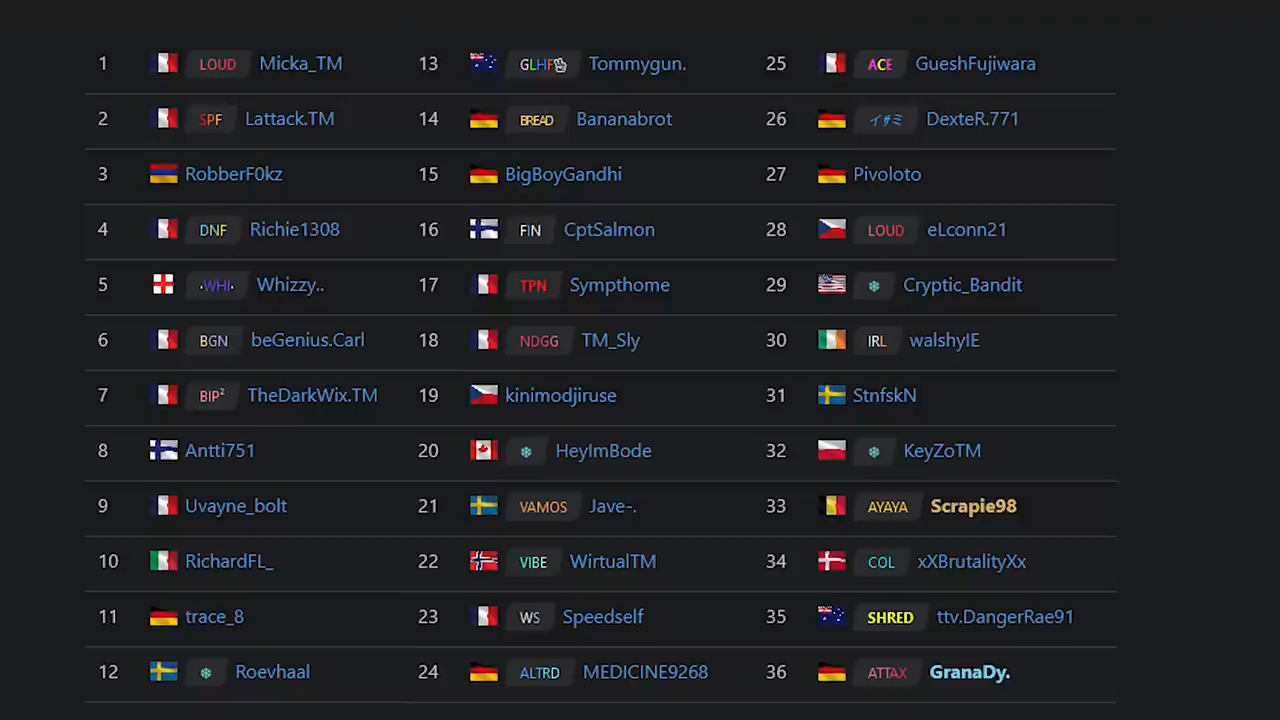 1 LOUD Micka_TM
2 SPF Lattack.TM
3 RobberF0kz
4 DNF Richie1308
5 ·WHI· Whizzy..
6 BGN beGenius.Carl
7 BIP² TheDarkWix.TM
8 Antti751
9 Uvayne_bolt
10 RichardFL_
11 trace_8
12 ❄ Roevhaal
13 GLHF Tommygun.
14 BREAD Bananabrot
15 BigBoyGandhi
16 FIN CptSalmon
17 TPN Sympthome
18 NDGG TM_Sly
19 kinimodjiruse
20 ❄ HeyImBode
21 VAMOS Jave-.
22 VIBE WirtualTM
23 WS Speedself
24 ALTRD MEDICINE9268
25 ACE GueshFujiwara
26 イザミ DexteR.771
27 Pivoloto
28 LOUD eLconn21
29 ❄ Cryptic_Bandit
30 IRL walshyIE
31 StnfskN
32 ❄ KeyZoTM
33 AYAYA Scrapie98
34 COL xXBrutalityXx
35 SHRED ttv.DangerRae91
36 ATTAX GranaDy.